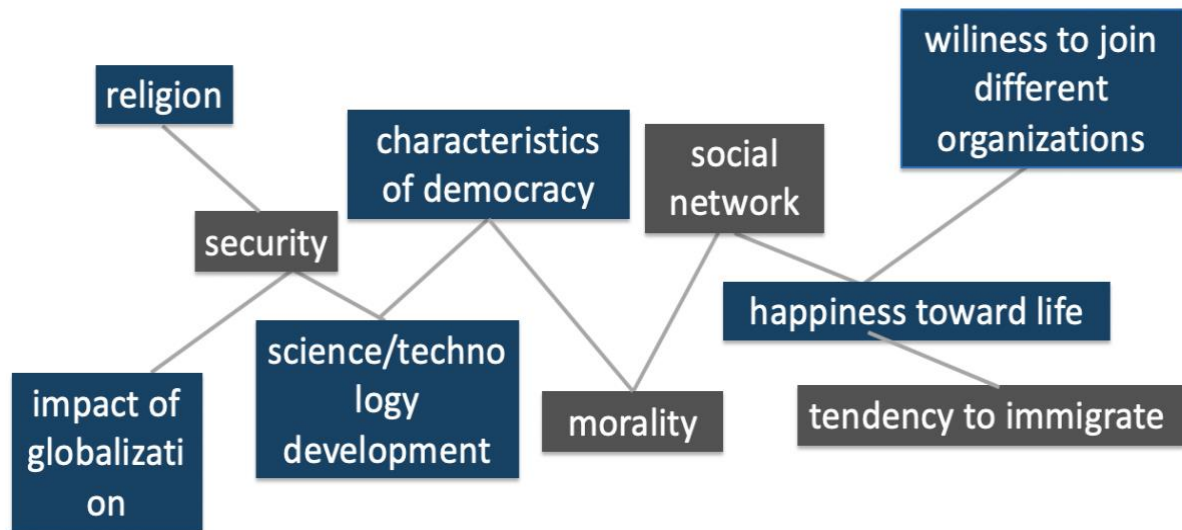 religion
security
impact of
globalizati
on
characteristics
of democracy
science/techno
logy
development
social
network
morality
wiliness to join
different
organizations
happiness toward life
tendency to immigrate